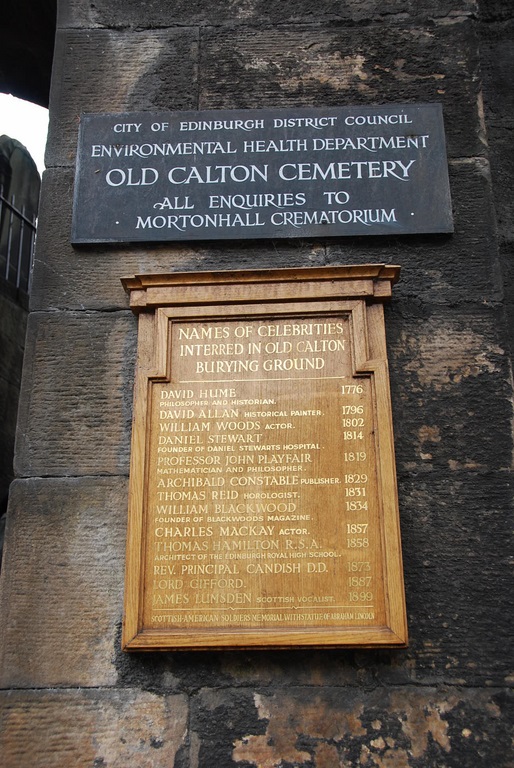 CITY OF EDINBURGH DISTRICT COUNCIL
ENVIRONMENTAL HEALTH DEPARTMENT
OLD CALTON CEMETERY
ALL ENQUIRIES TO
· MORTONHALL CREMATORIUM ·
NAMES OF CELEBRITIES
INTERRED IN OLD CALTON
BURYING GROUND
DAVID HUME 1776
PHILOSOPHER AND HISTORIAN.
DAVID ALLAN HISTORICAL PAINTER. 1796
WILLIAM WOODS ACTOR. 1802
DANIEL STEWART 1814
FOUNDER OF DANIEL STEWARTS HOSPITAL.
PROFESSOR JOHN PLAYFAIR 1819
MATHEMATICIAN AND PHILOSOPHER.
ARCHIBALD CONSTABLE PUBLISHER. 1829
THOMAS REID HOROLOGIST. 1831
WILLIAM BLACKWOOD 1834
FOUNDER OF BLACKWOODS MAGAZINE.
CHARLES MACKAY ACTOR. 1857
THOMAS HAMILTON R.S.A. 1858
ARCHITECT OF THE EDINBURGH ROYAL HIGH SCHOOL.
REV. PRINCIPAL CANDISH D.D. 1873
LORD GIFFORD. 1887
JAMES LUNSDEN SCOTTISH VOCALIST. 1899
SCOTTISH-AMERICAN SOLDIERS MEMORIAL WITH STATUE OF ABRAHAM LINCOLN